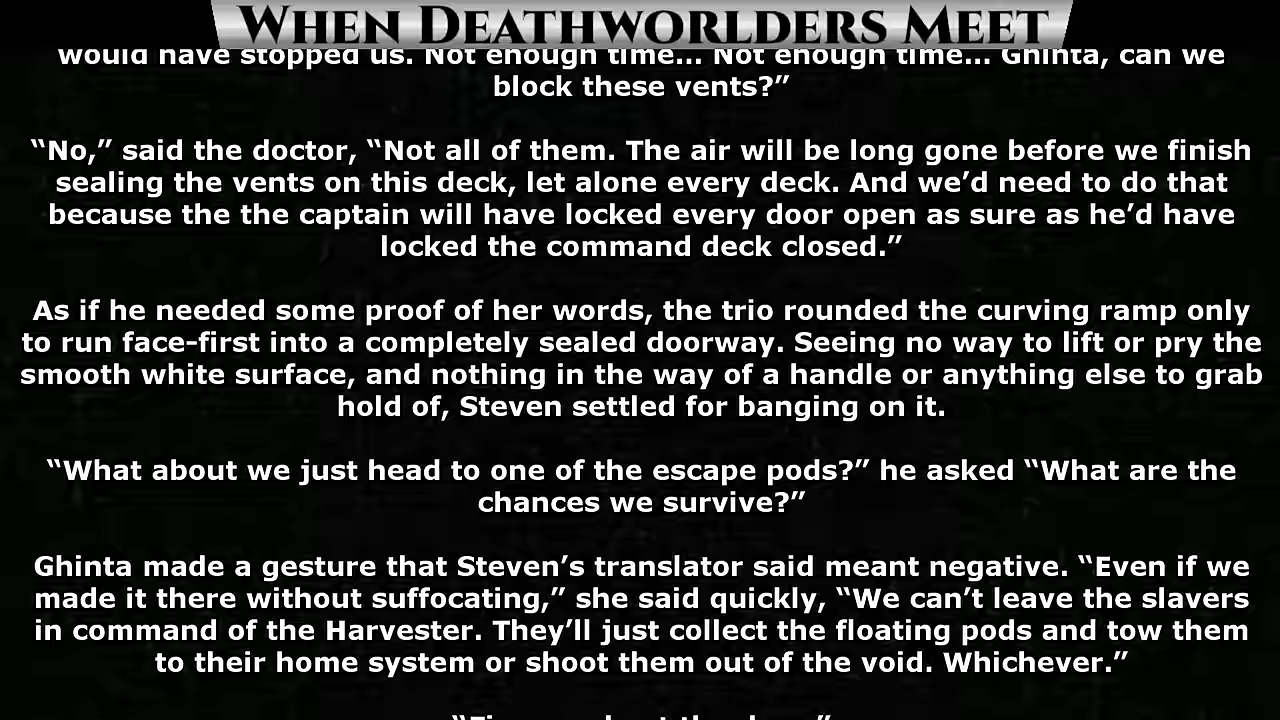 WHEN DEATHWORLDERS MEET
would have stopped us. Not enough time... Not enough time... Ghinta, can we
block these vents?”
“No,” said the doctor, “Not all of them. The air will be long gone before we finish
sealing the vents on this deck, let alone every deck. And we’d need to do that
because the the captain will have locked every door open as sure as he’d have
locked the command deck closed.”
As if he needed some proof of her words, the trio rounded the curving ramp only
to run face-first into a completely sealed doorway. Seeing no way to lift or pry the
smooth white surface, and nothing in the way of a handle or anything else to grab
hold of, Steven settled for banging on it.
“What about we just head to one of the escape pods?” he asked “What are the
chances we survive?”
Ghinta made a gesture that Steven’s translator said meant negative. “Even if we
made it there without suffocating,” she said quickly, “We can’t leave the slavers
in command of the Harvester. They’ll just collect the floating pods and tow them
to their home system or shoot them out of the void. Whichever.”